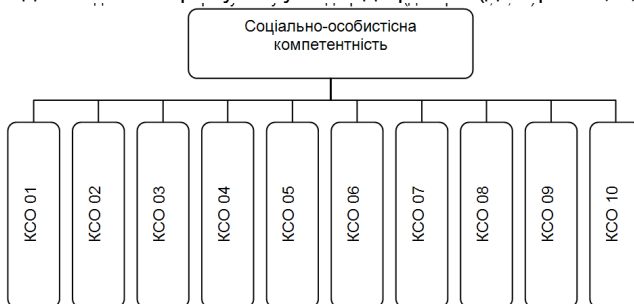 Соціально-особистісна
компетентність
КСО 01
КСО 02
КСО 03
КСО 04
КСО 05
КСО 06
КСО 07
КСО 08
КСО 09
КСО 10